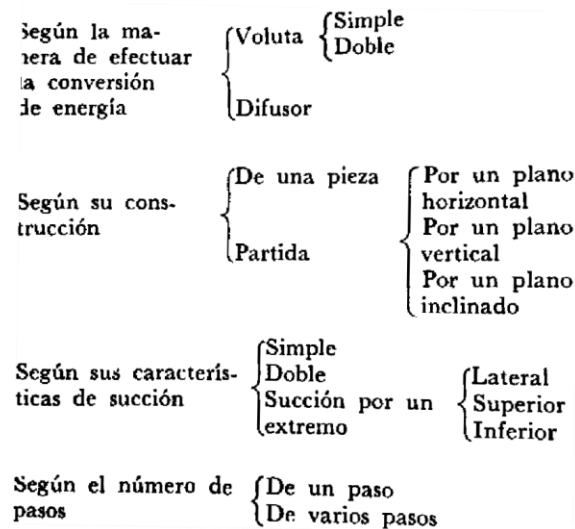 Según la ma-
nera de efectuar
la conversión
de energía
Voluta
Simple
Doble
Difusor
Según su cons-
trucción
De una pieza
Partida
Por un plano
horizontal
Por un plano
vertical
Por un plano
inclinado
Según sus caracterís-
ticas de succión
Simple
Doble
Succión por un
extremo
Lateral
Superior
Inferior
Según el número de
pasos
De un paso
De varios pasos